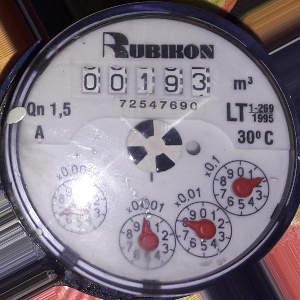 RUBIKON
00193 m³
72547690
Qn 1,5
A
LT 1-269
1995
30°C
x0,1
x0,01
x0,001